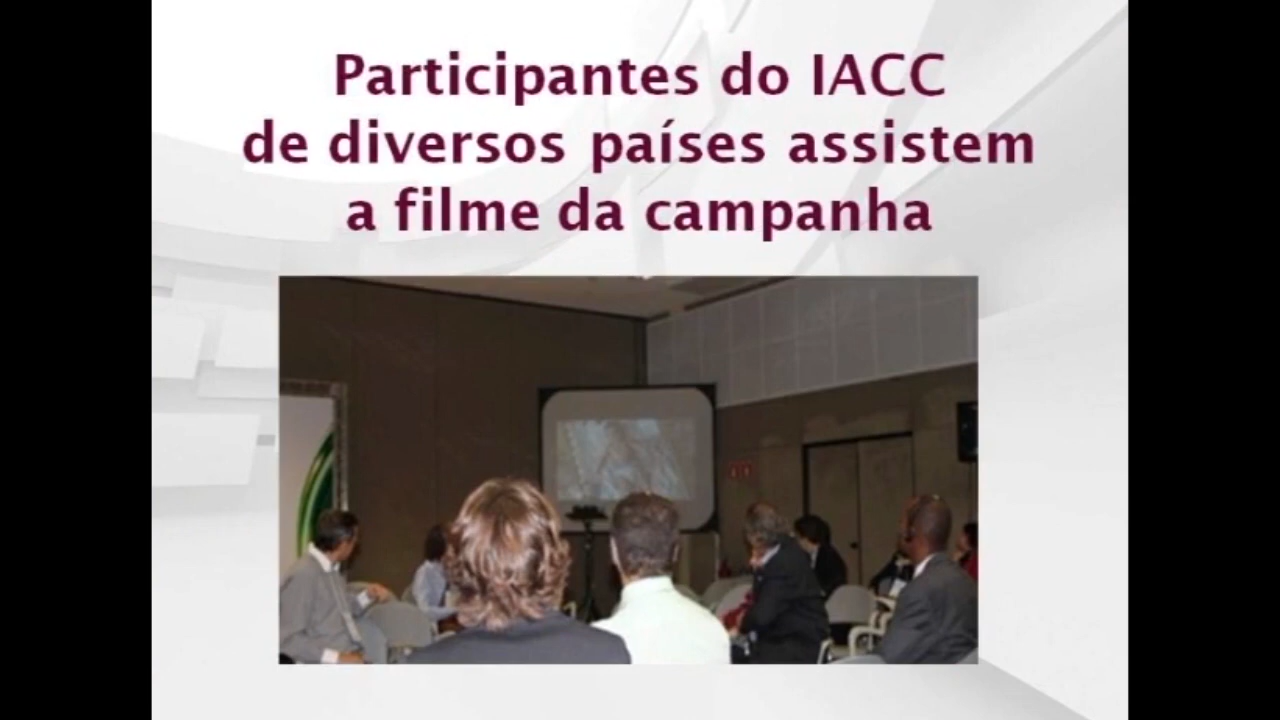 Participantes do IACC
de diversos países assistem
a filme da campanha